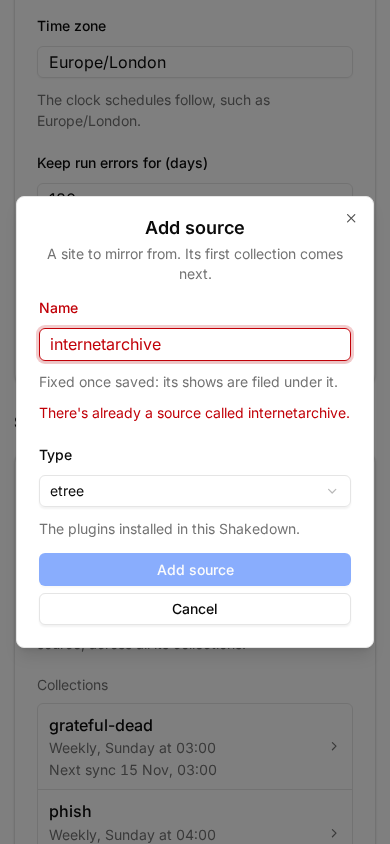 Time zone
Europe/London
The clock schedules follow, such as
Europe/London.
Keep run errors for (days)
Add source
A site to mirror from. Its first collection comes
next.
Name
internetarchive
Fixed once saved: its shows are filed under it.
There's already a source called internetarchive.
Type
etree
The plugins installed in this Shakedown.
Add source
Cancel
Collections
grateful-dead
Weekly, Sunday at 03:00
Next sync 15 Nov, 03:00
phish
Weekly, Sunday at 04:00